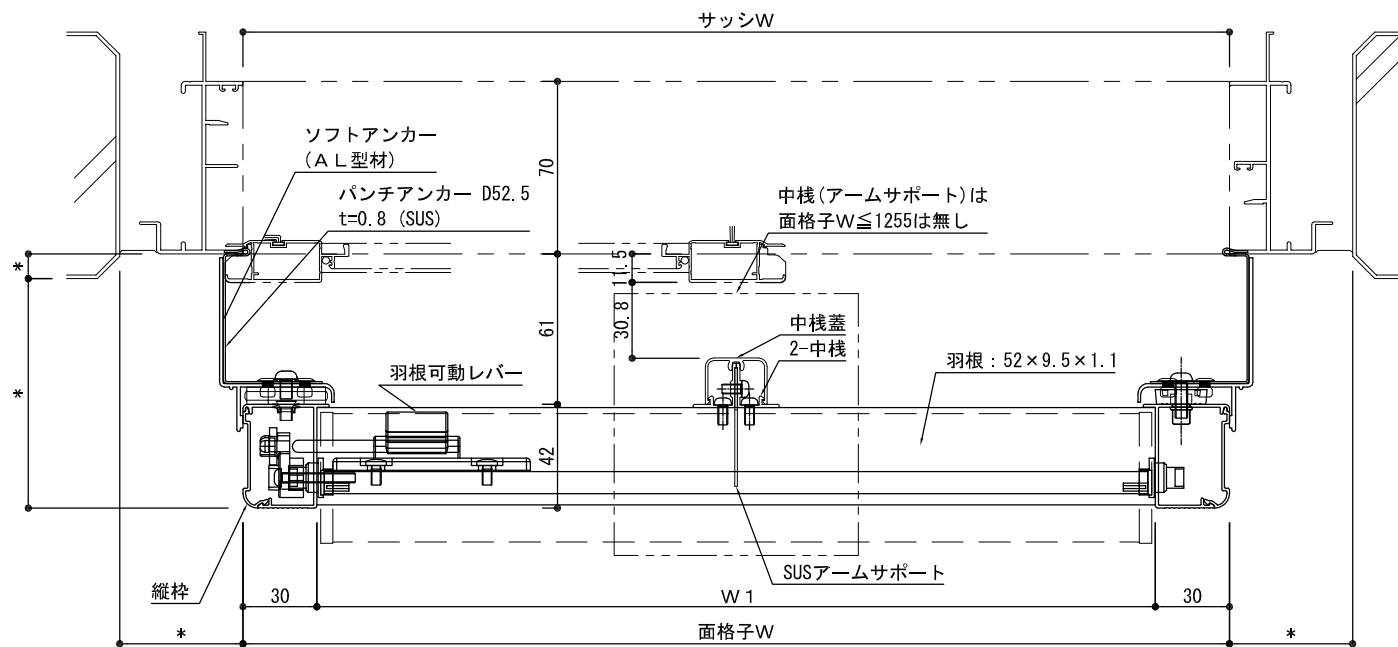 サッシW
ソフトアンカー
(AL型材)
70
パンチアンカー D52.5
t=0.8 (SUS)
中桟(アームサポート)は
面格子W≦1255は無し
*
11.5
61
30.8
中桟蓋
2-中桟
羽根：52×9.5×1.1
羽根可動レバー
*
42
SUSアームサポート
縦枠
30
W1
30
*
面格子W
*